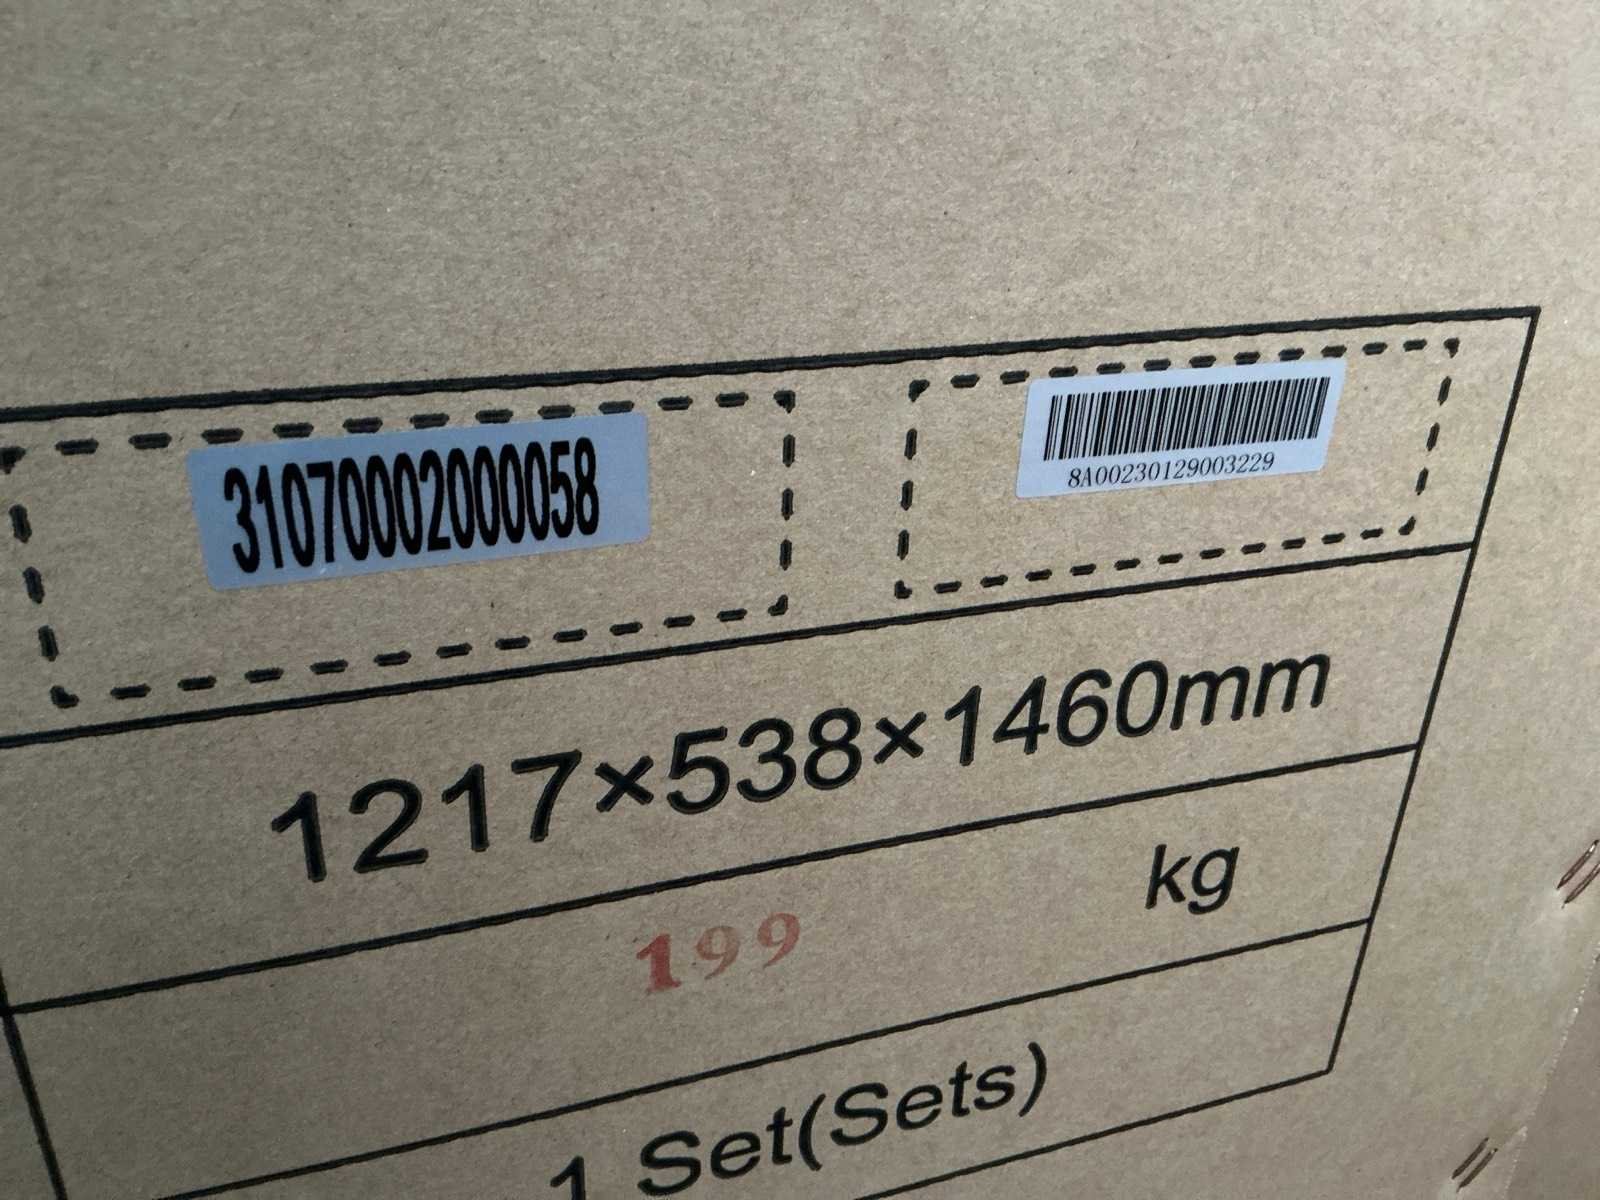 31070002000058
8A00230129003229
1217×538×1460mm
199 kg
1 Set(Sets)